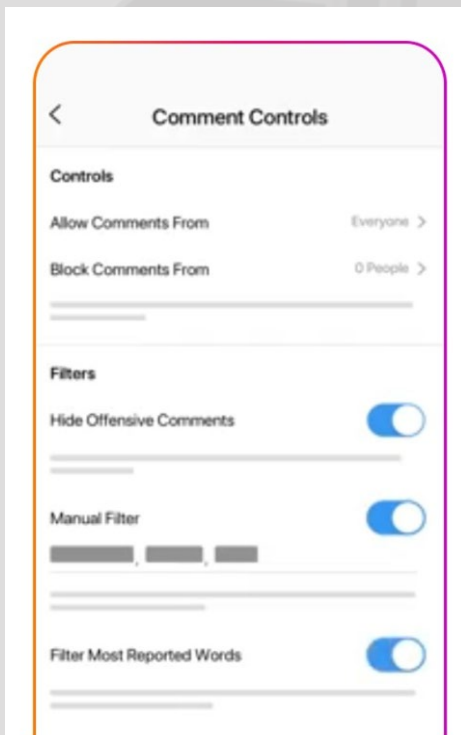 Comment Controls
Controls
Allow Comments From Everyone
Block Comments From 0 People
Filters
Hide Offensive Comments
Manual Filter
Filter Most Reported Words